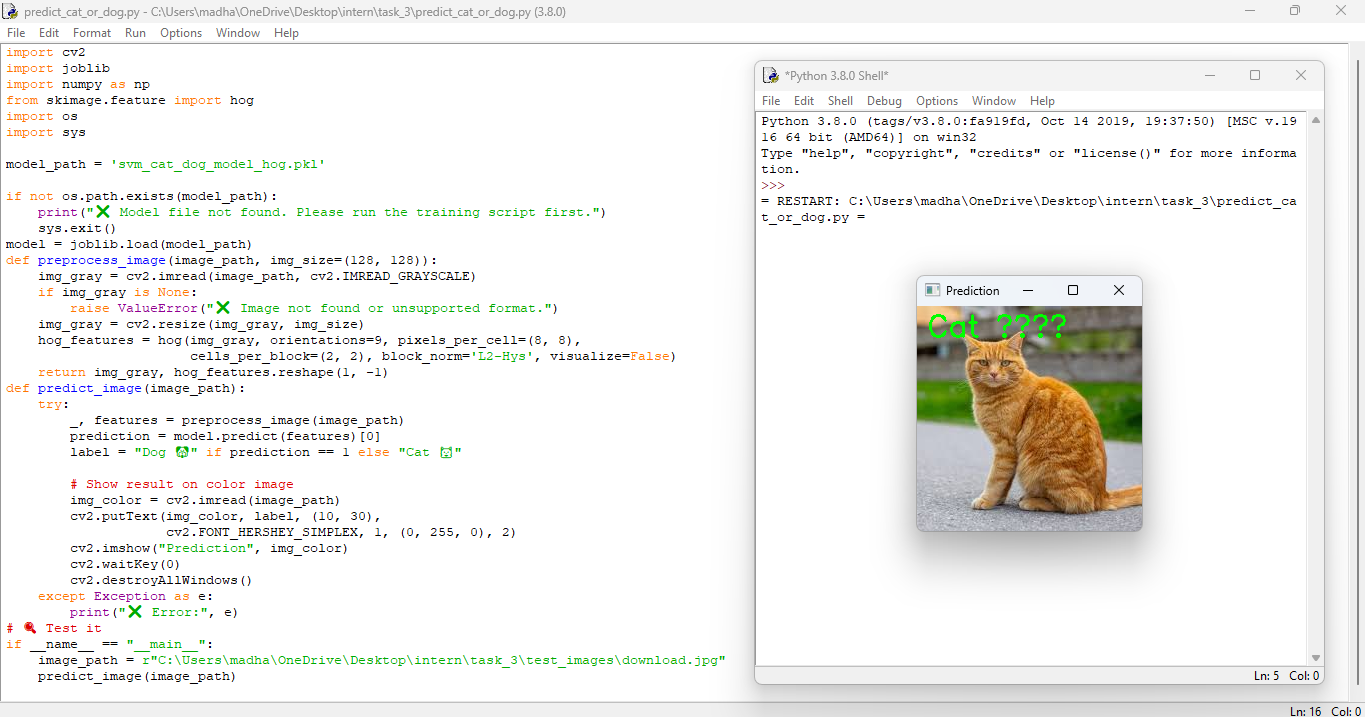 predict_cat_or_dog.py - C:\Users\madha\OneDrive\Desktop\intern\task_3\predict_cat_or_dog.py (3.8.0)
File Edit Format Run Options Window Help
import cv2
import joblib
import numpy as np
from skimage.feature import hog
import os
import sys
model_path = 'svm_cat_dog_model_hog.pkl'
if not os.path.exists(model_path):
    print("❌ Model file not found. Please run the training script first.")
    sys.exit()
model = joblib.load(model_path)
def preprocess_image(image_path, img_size=(128, 128)):
    img_gray = cv2.imread(image_path, cv2.IMREAD_GRAYSCALE)
    if img_gray is None:
        raise ValueError("❌ Image not found or unsupported format.")
    img_gray = cv2.resize(img_gray, img_size)
    hog_features = hog(img_gray, orientations=9, pixels_per_cell=(8, 8),
                       cells_per_block=(2, 2), block_norm='L2-Hys', visualize=False)
    return img_gray, hog_features.reshape(1, -1)
def predict_image(image_path):
    try:
        _, features = preprocess_image(image_path)
        prediction = model.predict(features)[0]
        label = "Dog 🐶" if prediction == 1 else "Cat 🐱"
        # Show result on color image
        img_color = cv2.imread(image_path)
        cv2.putText(img_color, label, (10, 30),
                    cv2.FONT_HERSHEY_SIMPLEX, 1, (0, 255, 0), 2)
        cv2.imshow("Prediction", img_color)
        cv2.waitKey(0)
        cv2.destroyAllWindows()
    except Exception as e:
        print("❌ Error:", e)
# 🔍 Test it
if __name__ == "__main__":
    image_path = r"C:\Users\madha\OneDrive\Desktop\intern\task_3\test_images\download.jpg"
    predict_image(image_path)
*Python 3.8.0 Shell*
File Edit Shell Debug Options Window Help
Python 3.8.0 (tags/v3.8.0:fa919fd, Oct 14 2019, 19:37:50) [MSC v.19
16 64 bit (AMD64)] on win32
Type "help", "copyright", "credits" or "license()" for more informa
tion.
>>>
= RESTART: C:\Users\madha\OneDrive\Desktop\intern\task_3\predict_ca
t_or_dog.py =
Prediction
Cat ????
Ln: 5 Col: 0
Ln: 16 Col: 0